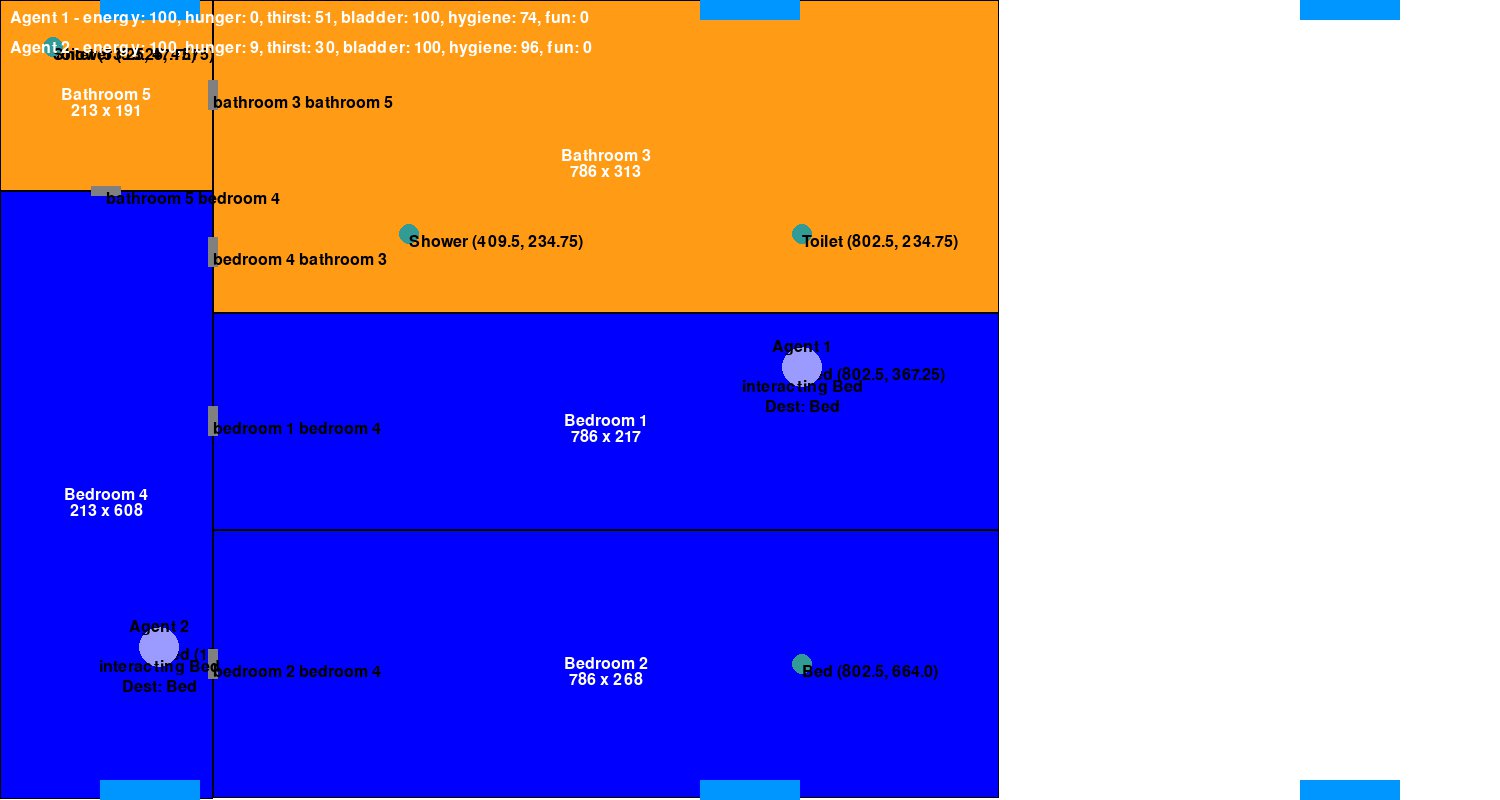 Agent 1 - energy: 100, hunger: 0, thirst: 51, bladder: 100, hygiene: 74, fun: 0
Agent 2 - energy: 100, hunger: 9, thirst: 30, bladder: 100, hygiene: 96, fun: 0
Bathroom 5
213 x 191
bathroom 3 bathroom 5
Bathroom 3
786 x 313
bathroom 5 bedroom 4
Shower (409.5, 234.75)
Toilet (802.5, 234.75)
bedroom 4 bathroom 3
Agent 1
(802.5, 367.25)
interacting Bed
Dest: Bed
Bedroom 1
786 x 217
bedroom 1 bedroom 4
Bedroom 4
213 x 608
Agent 2
interacting Bed
Dest: Bed
bedroom 2 bedroom 4
Bedroom 2
786 x 268
Bed (802.5, 664.0)